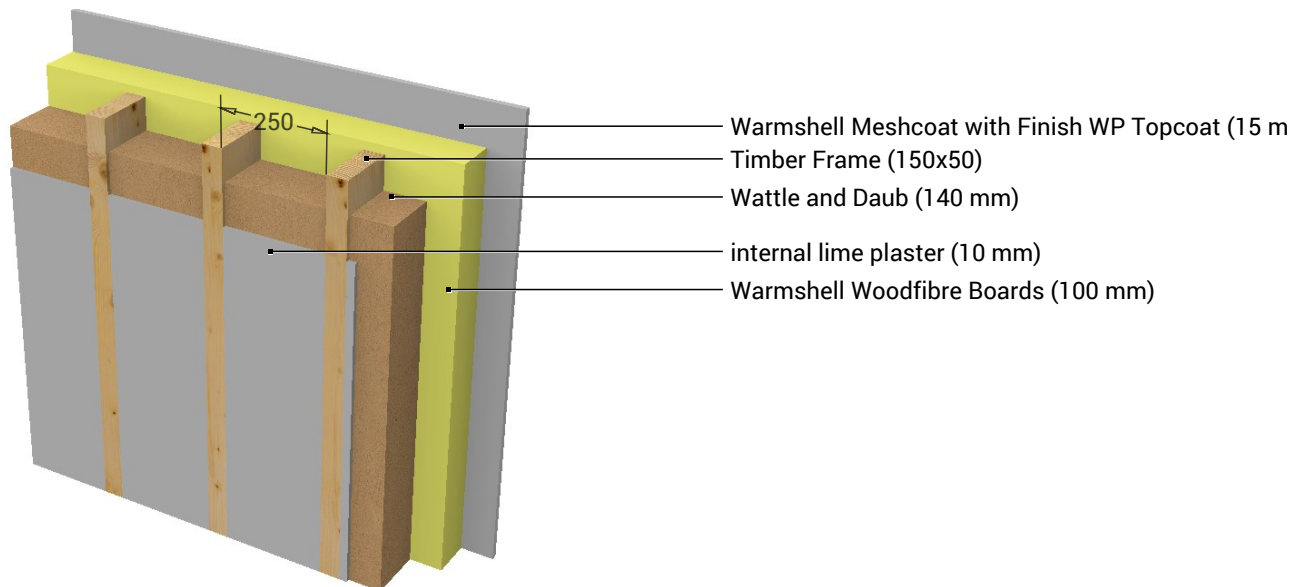 250
Warmshell Meshcoat with Finish WP Topcoat (15 m
Timber Frame (150x50)
Wattle and Daub (140 mm)
internal lime plaster (10 mm)
Warmshell Woodfibre Boards (100 mm)